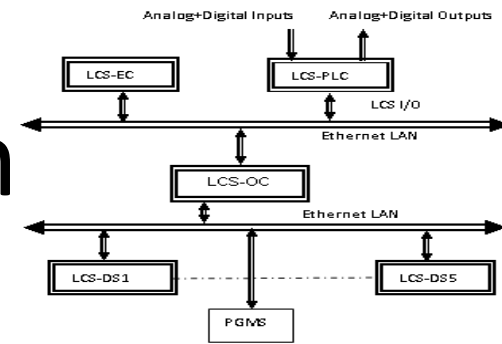 Analog+Digital Inputs Analog+Digital Outputs
LCS-EC LCS-PLC
LCS I/O
Ethernet LAN
LCS-OC
Ethernet LAN
LCS-DS1 LCS-DS5
PGMS